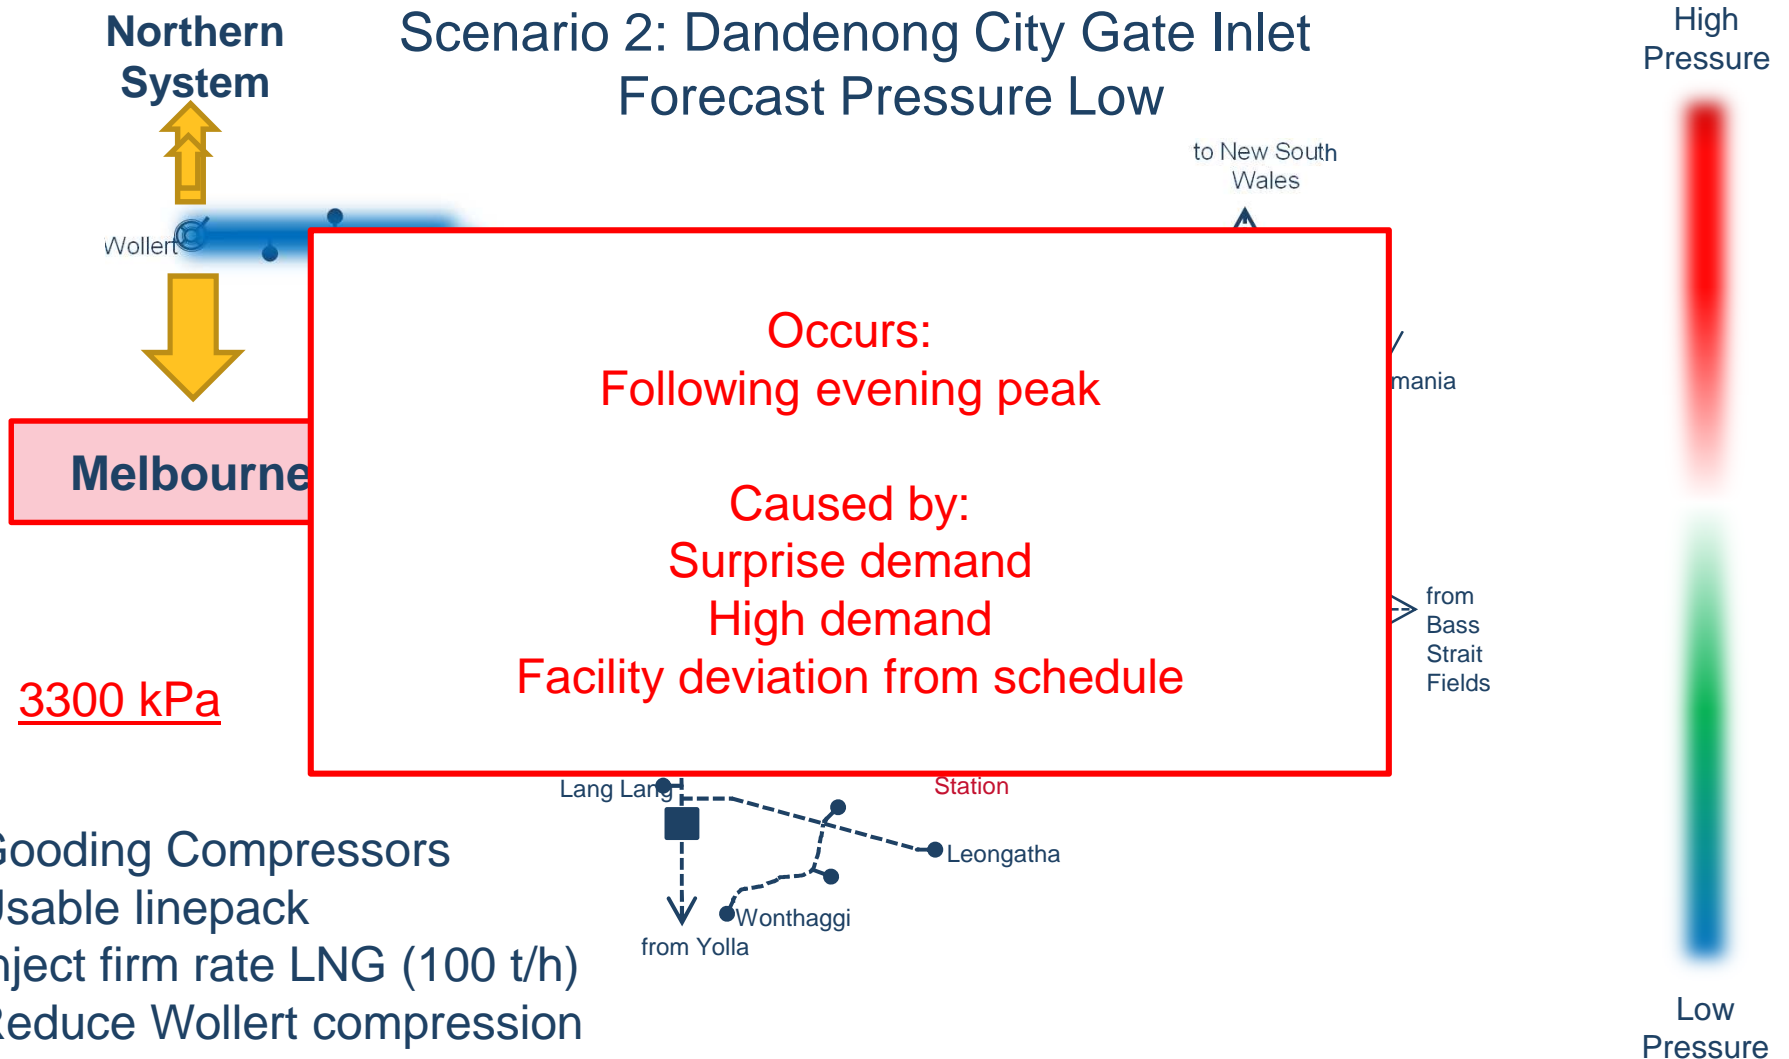 Northern
System
Scenario 2: Dandenong City Gate Inlet
Forecast Pressure Low
High
Pressure
to New South
Wales
Wollert
Occurs:
Following evening peak
Caused by:
Surprise demand
High demand
Facility deviation from schedule
mania
Melbourne
from
Bass
Strait
Fields
3300 kPa
Lang Lang
Station
Leongatha
Wonthaggi
from Yolla
Gooding Compressors
Usable linepack
Inject firm rate LNG (100 t/h)
Reduce Wollert compression
Low
Pressure